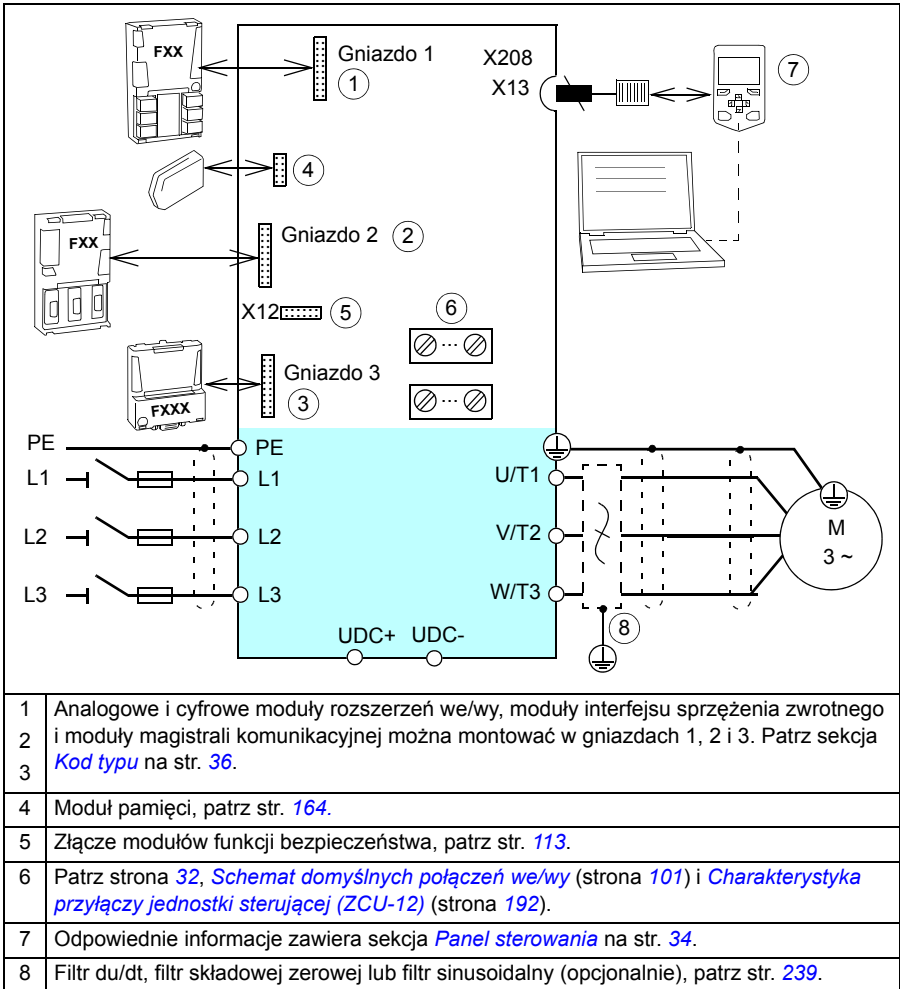 FXX
Gniazdo 1
1
X208
X13
7
4
FXX
Gniazdo 2
2
X12
5
6
Gniazdo 3
3
FXXX
PE
PE
L1
L1
U/T1
L2
L2
V/T2
M
3 ~
L3
L3
W/T3
UDC+ UDC-
8
1
2
3
Analogowe i cyfrowe moduły rozszerzeń we/wy, moduły interfejsu sprzężenia zwrotnego
i moduły magistrali komunikacyjnej można montować w gniazdach 1, 2 i 3. Patrz sekcja
Kod typu na str. 36.
4 Moduł pamięci, patrz str. 164.
5 Złącze modułów funkcji bezpieczeństwa, patrz str. 113.
6 Patrz strona 32, Schemat domyślnych połączeń we/wy (strona 101) i Charakterystyka
przyłączy jednostki sterującej (ZCU-12) (strona 192).
7 Odpowiednie informacje zawiera sekcja Panel sterowania na str. 34.
8 Filtr du/dt, filtr składowej zerowej lub filtr sinusoidalny (opcjonalnie), patrz str. 239.